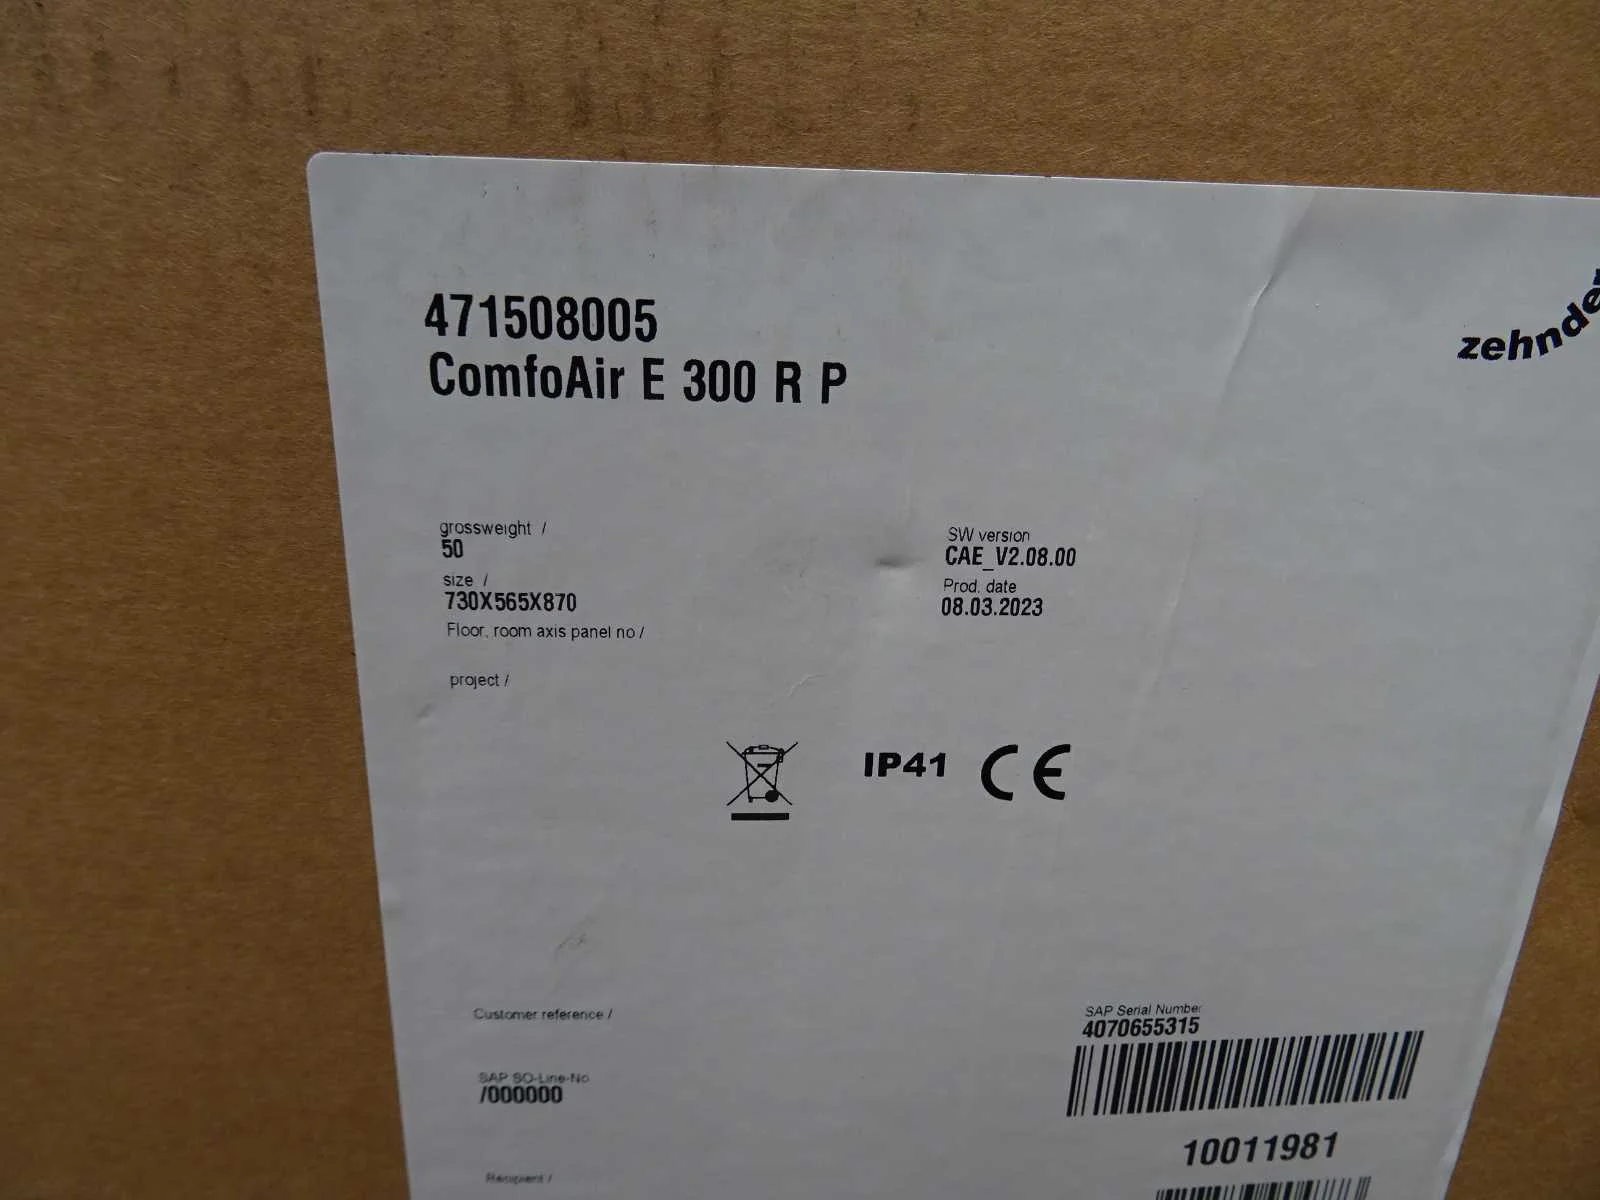 471508005
ComfoAir E 300 R P
zehnde
grossweight /
50
size /
730X565X870
Floor, room axis panel no /
project /
SW version
CAE_V2.08.00
Prod. date
08.03.2023
IP41 CE
Customer reference /
SAP SO-Line-No
/000000
Recipient /
SAP Serial Number
4070655315
10011981